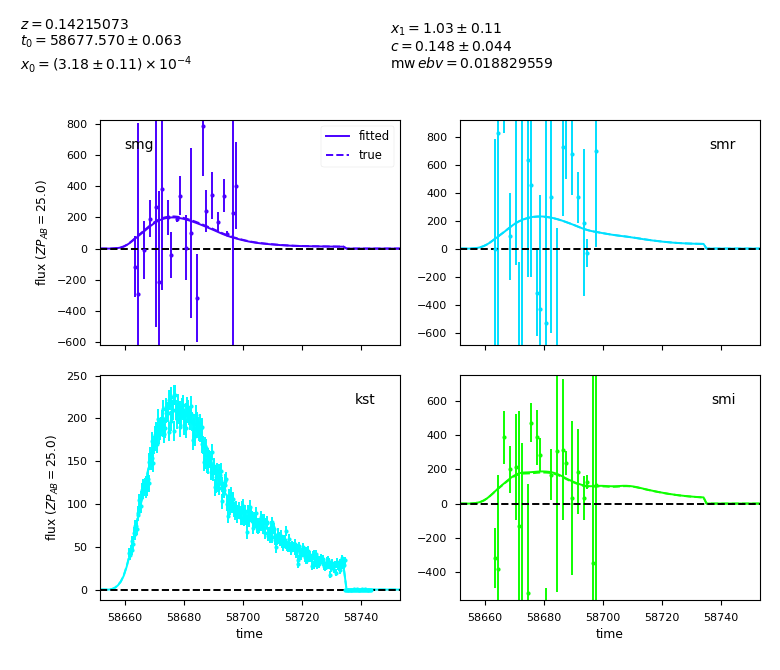 z = 0.14215073
t₀ = 58677.570 ± 0.063
x₀ = (3.18 ± 0.11) × 10⁻⁴
x₁ = 1.03 ± 0.11
c = 0.148 ± 0.044
mw ebv = 0.018829559
smg
fitted
true
800
600
400
200
0
−200
−400
−600
flux (ZP_AB = 25.0)
smr
800
600
400
200
0
−200
−400
−600
kst
250
200
150
100
50
0
flux (ZP_AB = 25.0)
58660 58680 58700 58720 58740
time
smi
600
400
200
0
−200
−400
58660 58680 58700 58720 58740
time